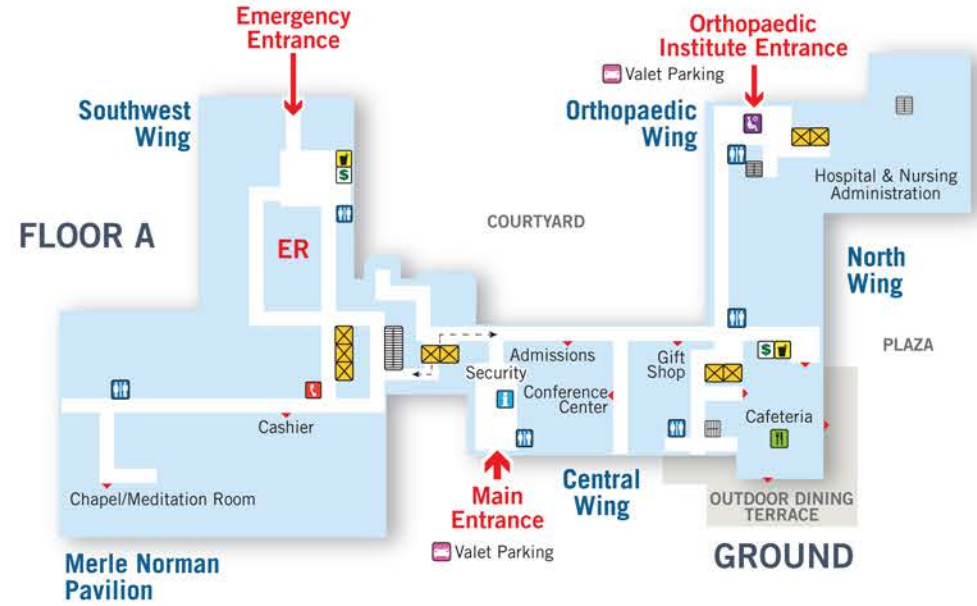 Emergency
Entrance
Orthopaedic
Institute Entrance
Valet Parking
Southwest
Wing
Orthopaedic
Wing
$
Hospital & Nursing
Administration
COURTYARD
FLOOR A
ER
North
Wing
PLAZA
Admissions
Security
Gift
Shop
$
Conference
Center
i
Cafeteria
Cashier
Chapel/Meditation Room
Main
Entrance
Valet Parking
Central
Wing
OUTDOOR DINING
TERRACE
GROUND
Merle Norman
Pavilion